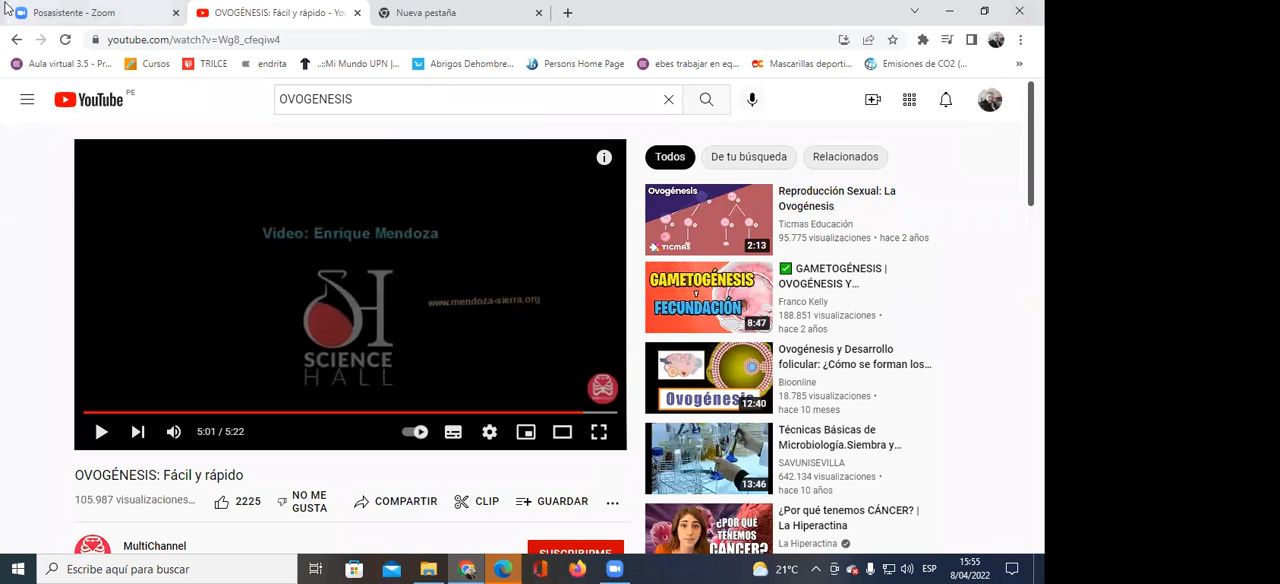 Posasistente - Zoom
OVOGÉNESIS: Fácil y rápido - You
Nueva pestaña
youtube.com/watch?v=Wg8_cfeqiw4
Aula virtual 3.5 - Pr...
Cursos
TRILCE
endrita
..::Mi Mundo UPN |...
Abrigos Dehombre...
Persons Home Page
ebes trabajar en eq...
Mascarillas deporti...
Emisiones de CO2 (...
YouTube PE
OVOGENESIS
Video: Enrique Mendoza
www.mendoza-sierra.org
SCIENCE
HALL
5:01 / 5:22
OVOGÉNESIS: Fácil y rápido
105.987 visualizaciones...
2225
NO ME
GUSTA
COMPARTIR
CLIP
GUARDAR
MultiChannel
SUSCRIBIRME
Todos
De tu búsqueda
Relacionados
Ovogénesis
TICMAS
2:13
Reproducción Sexual: La
Ovogénesis
Ticmas Educación
95.775 visualizaciones • hace 2 años
GAMETOGÉNESIS
Y
FECUNDACIÓN
8:47
GAMETOGÉNESIS |
OVOGÉNESIS Y...
Franco Kelly
188.851 visualizaciones •
hace 2 años
Ovogénesis
12:40
Ovogénesis y Desarrollo
folicular: ¿Cómo se forman los...
Bioonline
18.785 visualizaciones •
hace 10 meses
13:46
Técnicas Básicas de
Microbiología.Siembra y...
SAVUNISEVILLA
642.134 visualizaciones •
hace 10 años
¿POR QUÉ
TENEMOS
CÁNCER?
¿Por qué tenemos CÁNCER? |
La Hiperactina
La Hiperactina
Escribe aquí para buscar
21°C
ESP
15:55
8/04/2022